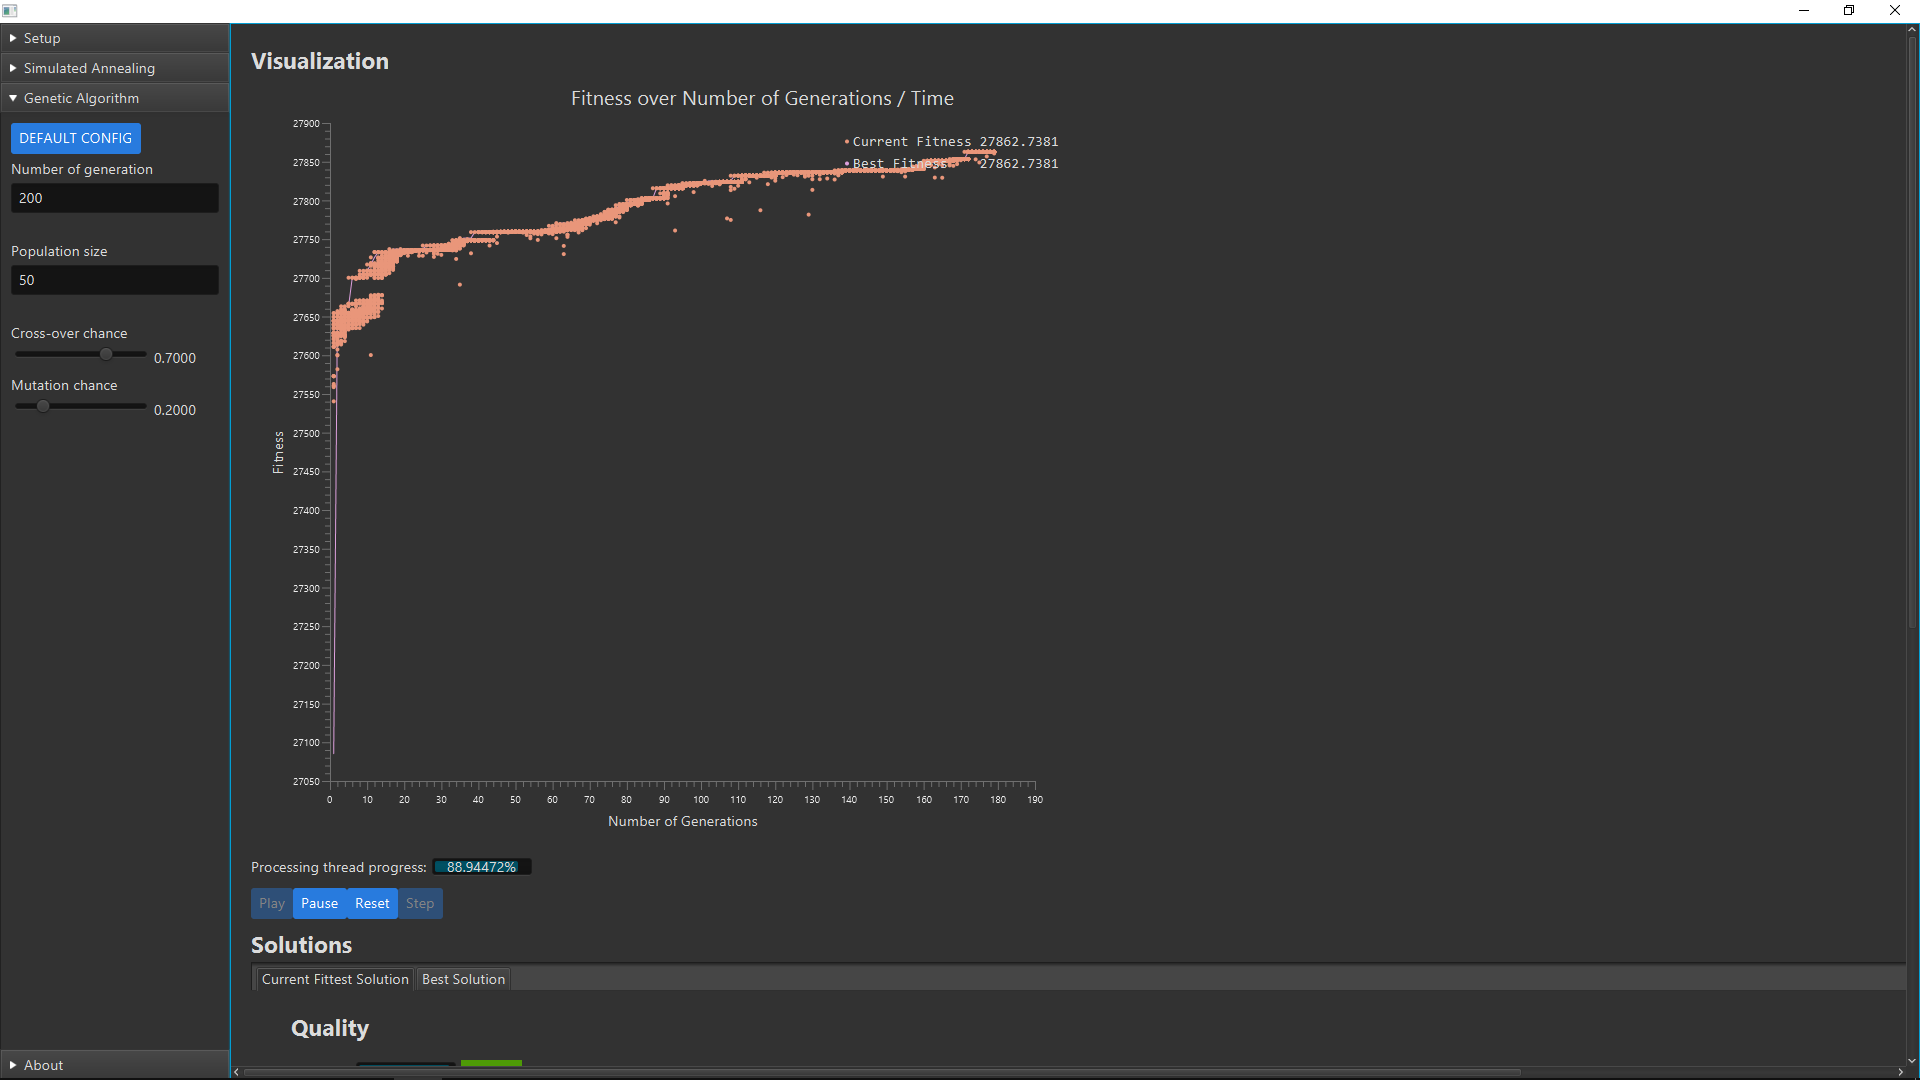 Setup
Simulated Annealing
Genetic Algorithm
DEFAULT CONFIG
Number of generation
200
Population size
50
Cross-over chance
0.7000
Mutation chance
0.2000
About
Visualization
Fitness over Number of Generations / Time
Current Fitness 27862.7381
Best Fitness 27862.7381
27900
27850
27800
27750
27700
27650
27600
27550
27500
27450
27400
27350
27300
27250
27200
27150
27100
27050
Fitness
0 10 20 30 40 50 60 70 80 90 100 110 120 130 140 150 160 170 180 190
Number of Generations
Processing thread progress: 88.94472%
Play Pause Reset Step
Solutions
Current Fittest Solution Best Solution
Quality